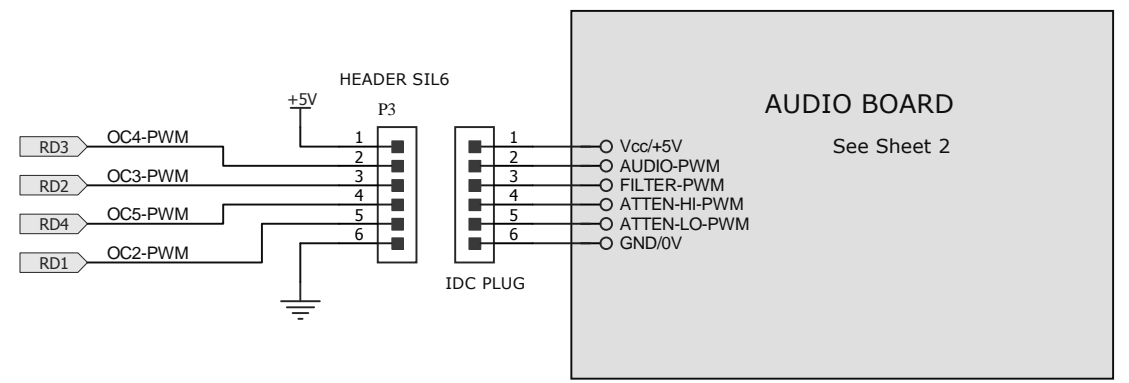 HEADER SIL6
+5V
P3
RD3
OC4-PWM
RD2
OC3-PWM
RD4
OC5-PWM
RD1
OC2-PWM
1
2
3
4
5
6
1
2
3
4
5
6
IDC PLUG
Vcc/+5V
AUDIO-PWM
FILTER-PWM
ATTEN-HI-PWM
ATTEN-LO-PWM
GND/0V
AUDIO BOARD
See Sheet 2